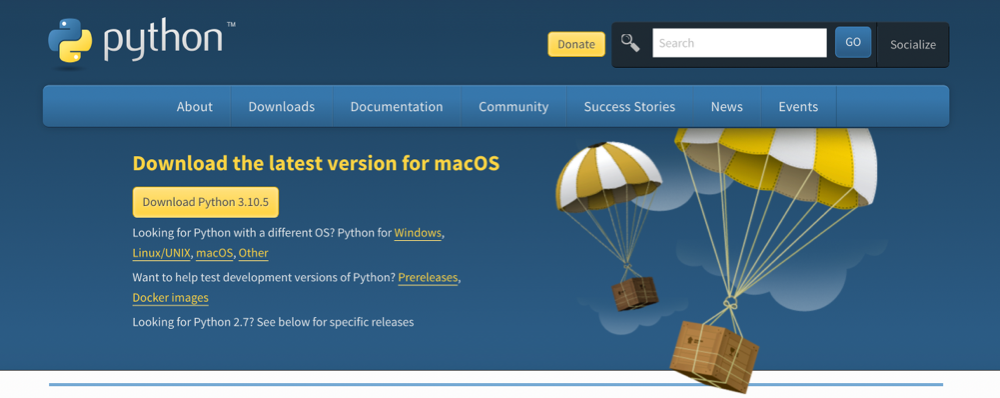 python™
Donate
Search
GO
Socialize
About
Downloads
Documentation
Community
Success Stories
News
Events
Download the latest version for macOS
Download Python 3.10.5
Looking for Python with a different OS? Python for Windows,
Linux/UNIX, macOS, Other
Want to help test development versions of Python? Prereleases,
Docker images
Looking for Python 2.7? See below for specific releases